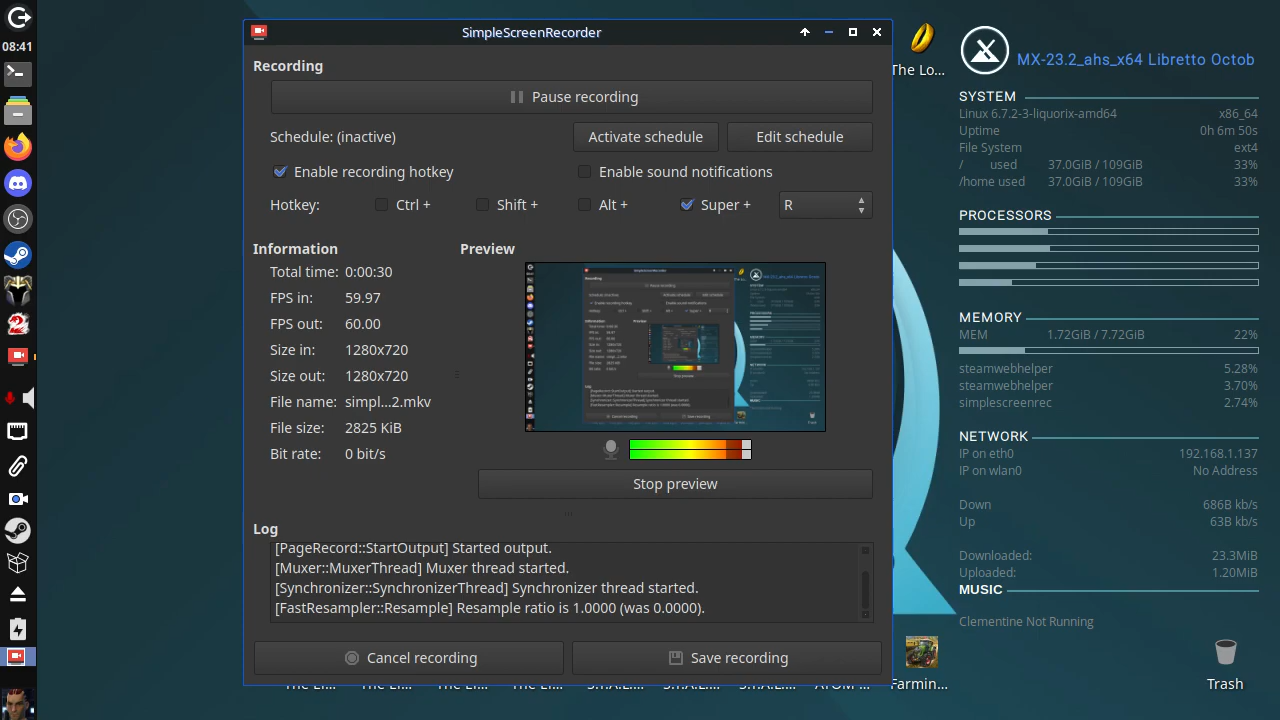 08:41
SimpleScreenRecorder
Recording
Pause recording
Schedule: (inactive)
Activate schedule
Edit schedule
Enable recording hotkey
Enable sound notifications
Hotkey:
Ctrl +
Shift +
Alt +
Super +
R
Information
Total time: 0:00:30
FPS in: 59.97
FPS out: 60.00
Size in: 1280x720
Size out: 1280x720
File name: simpl...2.mkv
File size: 2825 KiB
Bit rate: 0 bit/s
Preview
Stop preview
Log
[PageRecord::StartOutput] Started output.
[Muxer::MuxerThread] Muxer thread started.
[Synchronizer::SynchronizerThread] Synchronizer thread started.
[FastResampler::Resample] Resample ratio is 1.0000 (was 0.0000).
Cancel recording
Save recording
The Lo...
Farmin...
Trash
MX-23.2_ahs_x64 Libretto Octob
SYSTEM
Linux 6.7.2-3-liquorix-amd64 x86_64
Uptime 0h 6m 50s
File System ext4
/ used 37.0GiB / 109GiB 33%
/home used 37.0GiB / 109GiB 33%
PROCESSORS
MEMORY
MEM 1.72GiB / 7.72GiB 22%
steamwebhelper 5.28%
steamwebhelper 3.70%
simplescreenrec 2.74%
NETWORK
IP on eth0 192.168.1.137
IP on wlan0 No Address
Down 686B kb/s
Up 63B kb/s
Downloaded: 23.3MiB
Uploaded: 1.20MiB
MUSIC
Clementine Not Running